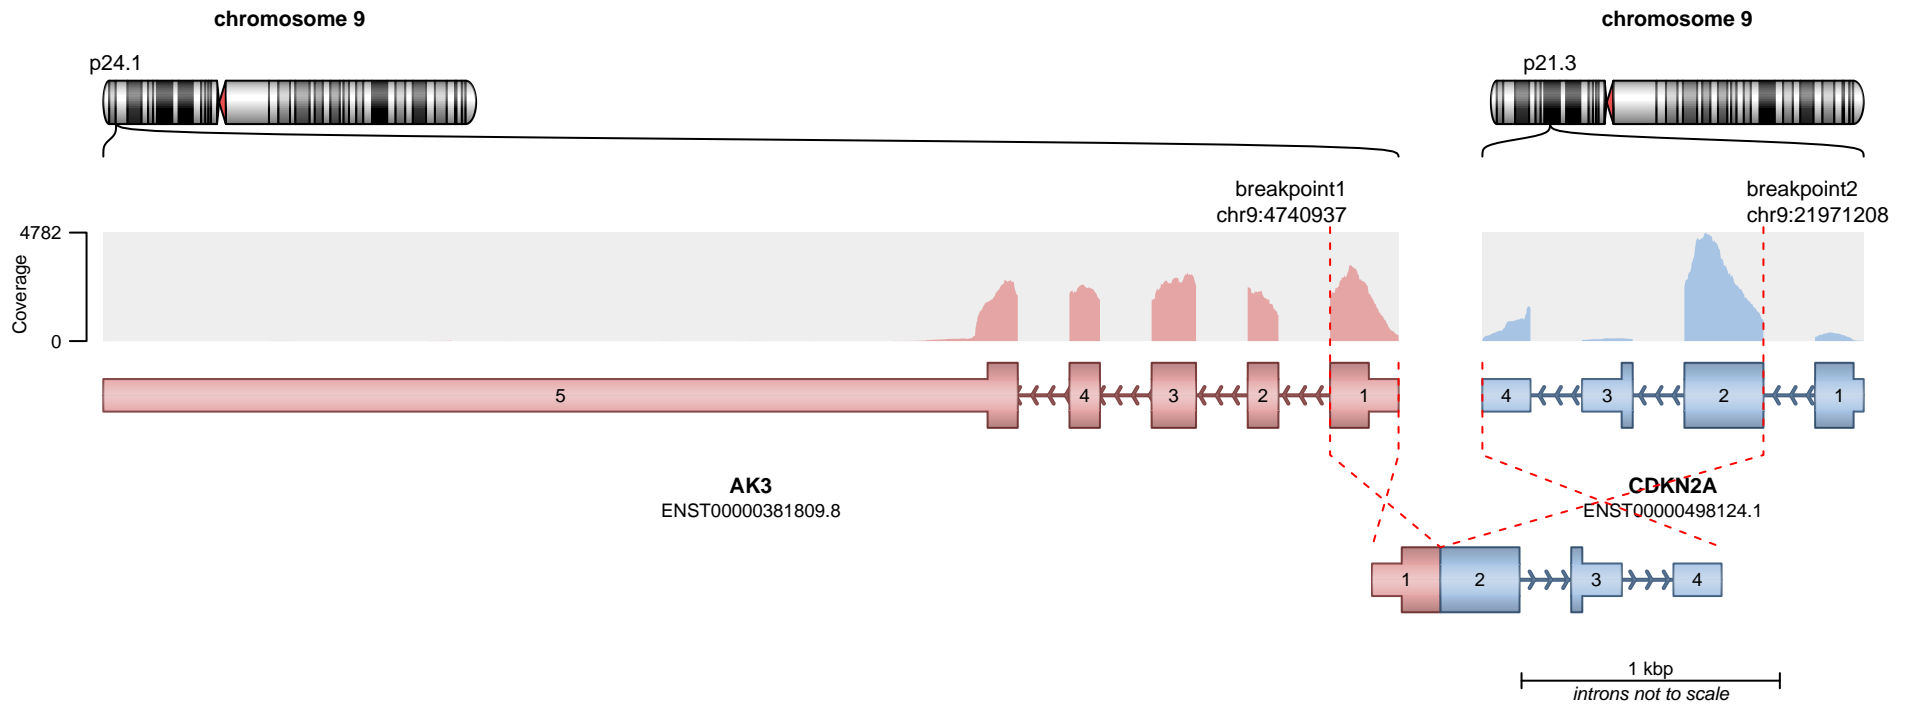 chromosome 9
chromosome 9
p24.1
p21.3
breakpoint1
chr9:4740937
breakpoint2
chr9:21971208
4782
Coverage
0
5
4
3
2
1
4
3
2
1
AK3
ENST00000381809.8
CDKN2A
ENST00000498124.1
1
2
3
4
1 kbp
introns not to scale